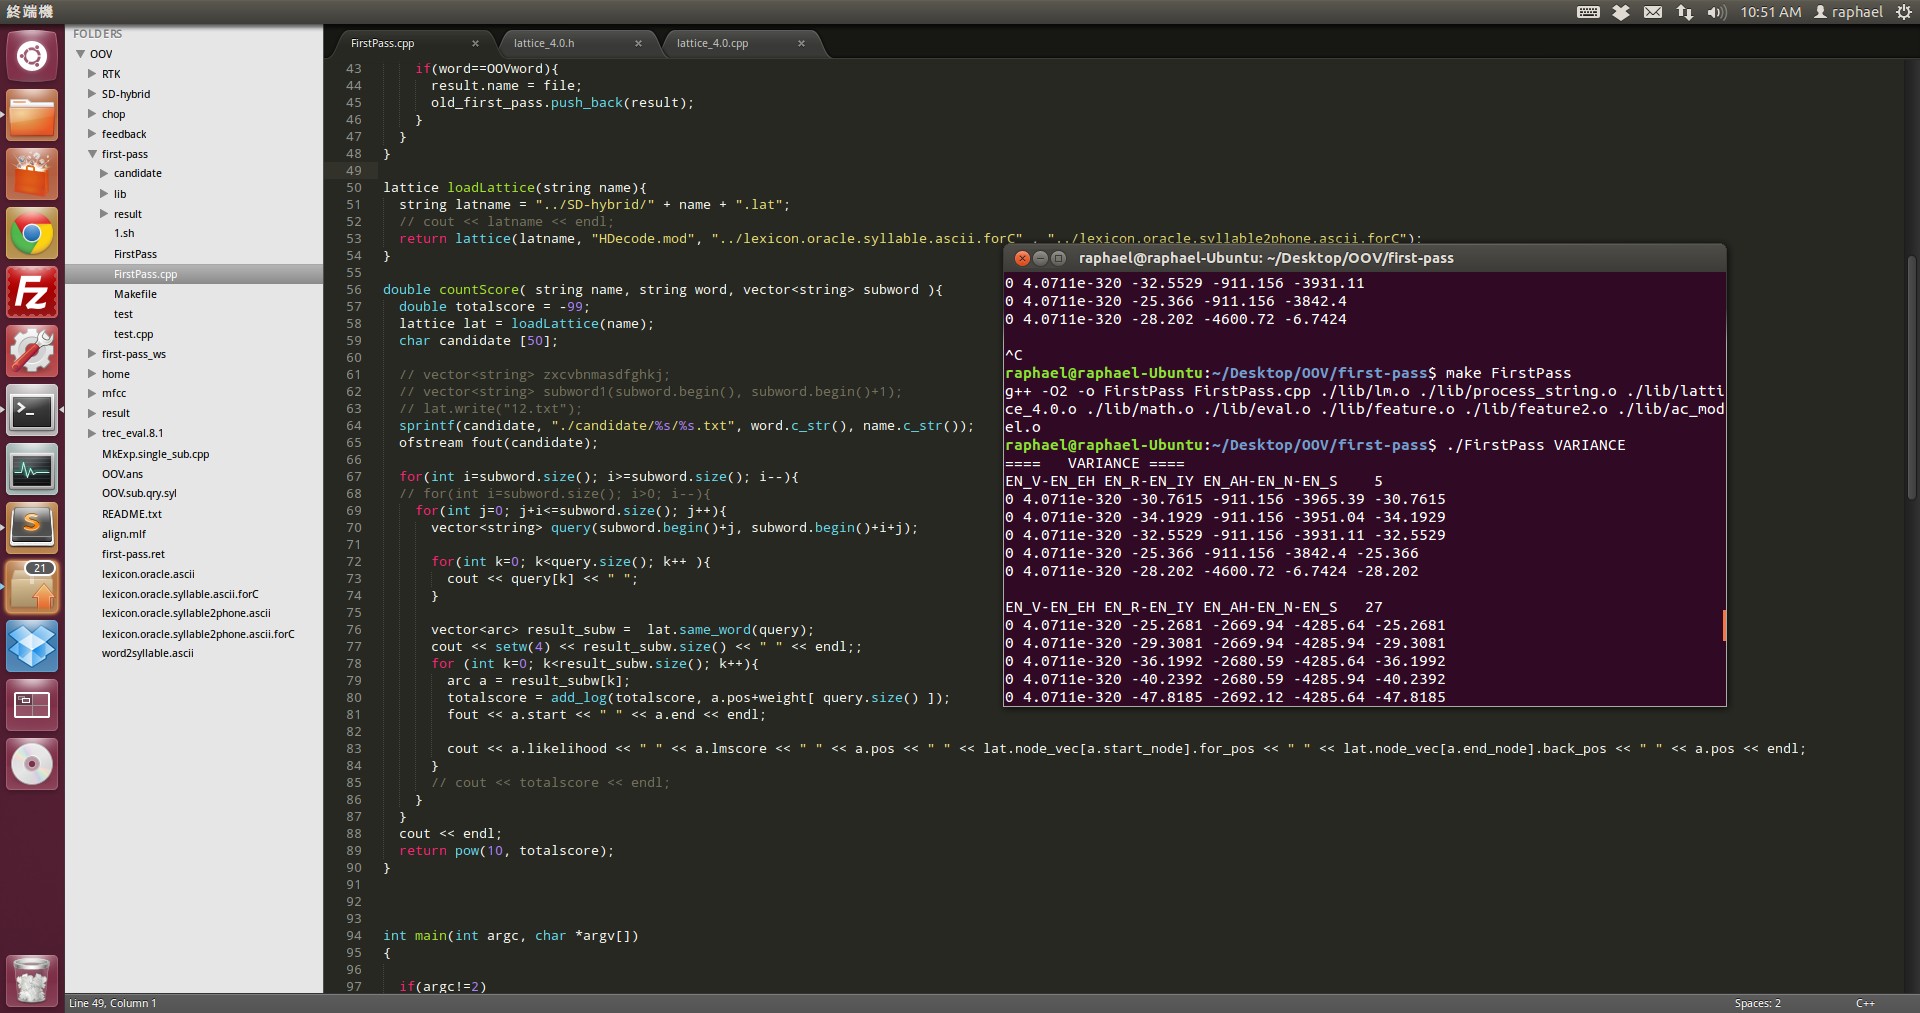 終端機
10:51 AM
raphael
FOLDERS
OOV
RTK
SD-hybrid
chop
feedback
first-pass
candidate
lib
result
1.sh
FirstPass
FirstPass.cpp
Makefile
test
test.cpp
first-pass_ws
home
mfcc
result
trec_eval.8.1
MkExp.single_sub.cpp
OOV.ans
OOV.sub.qry.syl
README.txt
align.mlf
first-pass.ret
lexicon.oracle.ascii
lexicon.oracle.syllable.ascii.forC
lexicon.oracle.syllable2phone.ascii
lexicon.oracle.syllable2phone.ascii.forC
word2syllable.ascii
21
FirstPass.cpp × lattice_4.0.h × lattice_4.0.cpp ×
43 if(word==OOVword){
44 result.name = file;
45 old_first_pass.push_back(result);
46 }
47 }
48 }
49
50 lattice loadLattice(string name){
51 string latname = "../SD-hybrid/" + name + ".lat";
52 // cout << latname << endl;
53 return lattice(latname, "HDecode.mod", "../lexicon.oracle.syllable.ascii.forC" , "../lexicon.oracle.syllable2phone.ascii.forC");
54 }
55
56 double countScore( string name, string word, vector<string> subword ){
57 double totalscore = -99;
58 lattice lat = loadLattice(name);
59 char candidate [50];
60
61 // vector<string> zxcvbnmasdfghkj;
62 // vector<string> subword1(subword.begin(), subword.begin()+1);
63 // lat.write("12.txt");
64 sprintf(candidate, "./candidate/%s/%s.txt", word.c_str(), name.c_str());
65 ofstream fout(candidate);
66
67 for(int i=subword.size(); i>=subword.size(); i--){
68 // for(int i=subword.size(); i>0; i--){
69 for(int j=0; j+i<=subword.size(); j++){
70 vector<string> query(subword.begin()+j, subword.begin()+i+j);
71
72 for(int k=0; k<query.size(); k++ ){
73 cout << query[k] << " ";
74 }
75
76 vector<arc> result_subw =  lat.same_word(query);
77 cout << setw(4) << result_subw.size() << " " << endl;;
78 for (int k=0; k<result_subw.size(); k++){
79 arc a = result_subw[k];
80 totalscore = add_log(totalscore, a.pos+weight[ query.size() ]);
81 fout << a.start << " " << a.end << endl;
82
83 cout << a.likelihood << " " << a.lmscore << " " << a.pos << " " << lat.node_vec[a.start_node].for_pos << " " << lat.node_vec[a.end_node].back_pos << " " << a.pos << endl;
84 }
85 // cout << totalscore << endl;
86 }
87 }
88 cout << endl;
89 return pow(10, totalscore);
90 }
91
92
93
94 int main(int argc, char *argv[])
95 {
96
97 if(argc!=2)
raphael@raphael-Ubuntu: ~/Desktop/OOV/first-pass
0 4.0711e-320 -32.5529 -911.156 -3931.11
0 4.0711e-320 -25.366 -911.156 -3842.4
0 4.0711e-320 -28.202 -4600.72 -6.7424
^C
raphael@raphael-Ubuntu:~/Desktop/OOV/first-pass$ make FirstPass
g++ -O2 -o FirstPass FirstPass.cpp ./lib/lm.o ./lib/process_string.o ./lib/latti
ce_4.0.o ./lib/math.o ./lib/eval.o ./lib/feature.o ./lib/feature2.o ./lib/ac_mod
el.o
raphael@raphael-Ubuntu:~/Desktop/OOV/first-pass$ ./FirstPass VARIANCE
====   VARIANCE ====
EN_V-EN_EH EN_R-EN_IY EN_AH-EN_N-EN_S    5
0 4.0711e-320 -30.7615 -911.156 -3965.39 -30.7615
0 4.0711e-320 -34.1929 -911.156 -3951.04 -34.1929
0 4.0711e-320 -32.5529 -911.156 -3931.11 -32.5529
0 4.0711e-320 -25.366 -911.156 -3842.4 -25.366
0 4.0711e-320 -28.202 -4600.72 -6.7424 -28.202
EN_V-EN_EH EN_R-EN_IY EN_AH-EN_N-EN_S   27
0 4.0711e-320 -25.2681 -2669.94 -4285.64 -25.2681
0 4.0711e-320 -29.3081 -2669.94 -4285.94 -29.3081
0 4.0711e-320 -36.1992 -2680.59 -4285.64 -36.1992
0 4.0711e-320 -40.2392 -2680.59 -4285.94 -40.2392
0 4.0711e-320 -47.8185 -2692.12 -4285.64 -47.8185
Line 49, Column 1
Spaces: 2
C++